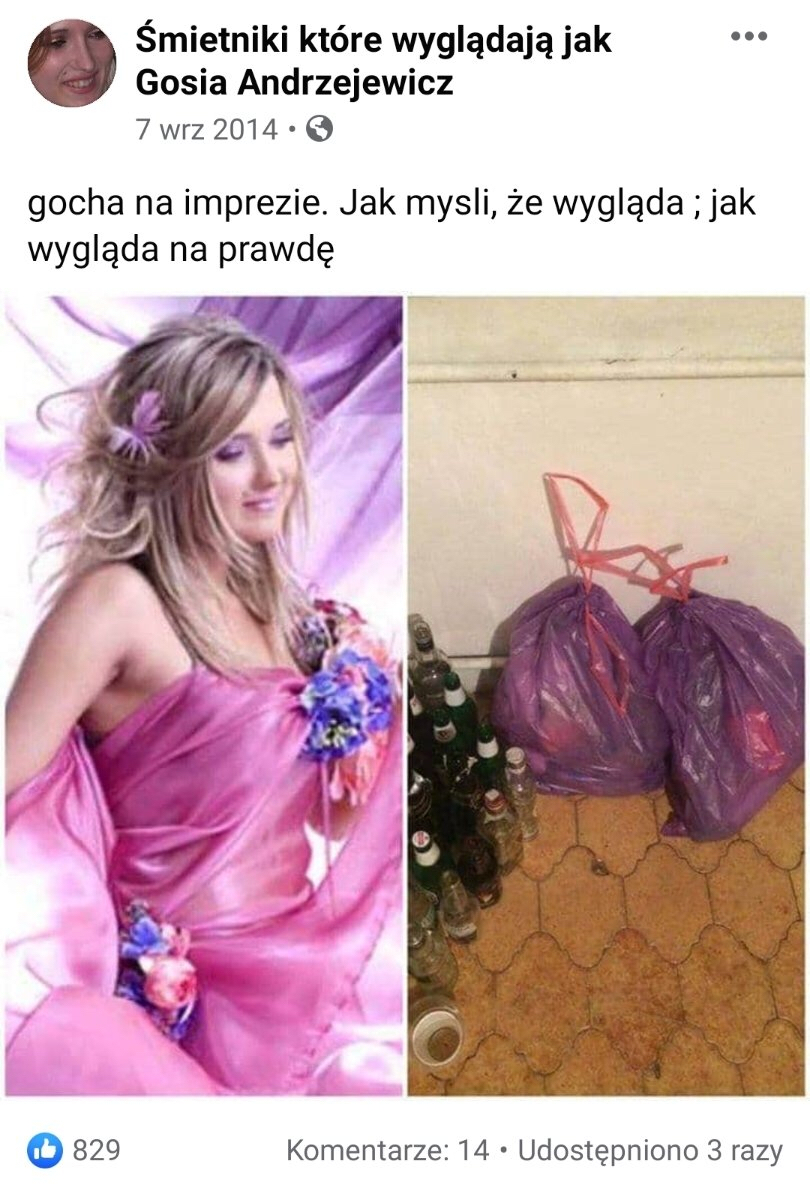 Śmietniki które wyglądają jak
Gosia Andrzejewicz
7 wrz 2014 •
gocha na imprezie. Jak mysli, że wygląda ; jak
wygląda na prawdę
829
Komentarze: 14 • Udostępniono 3 razy